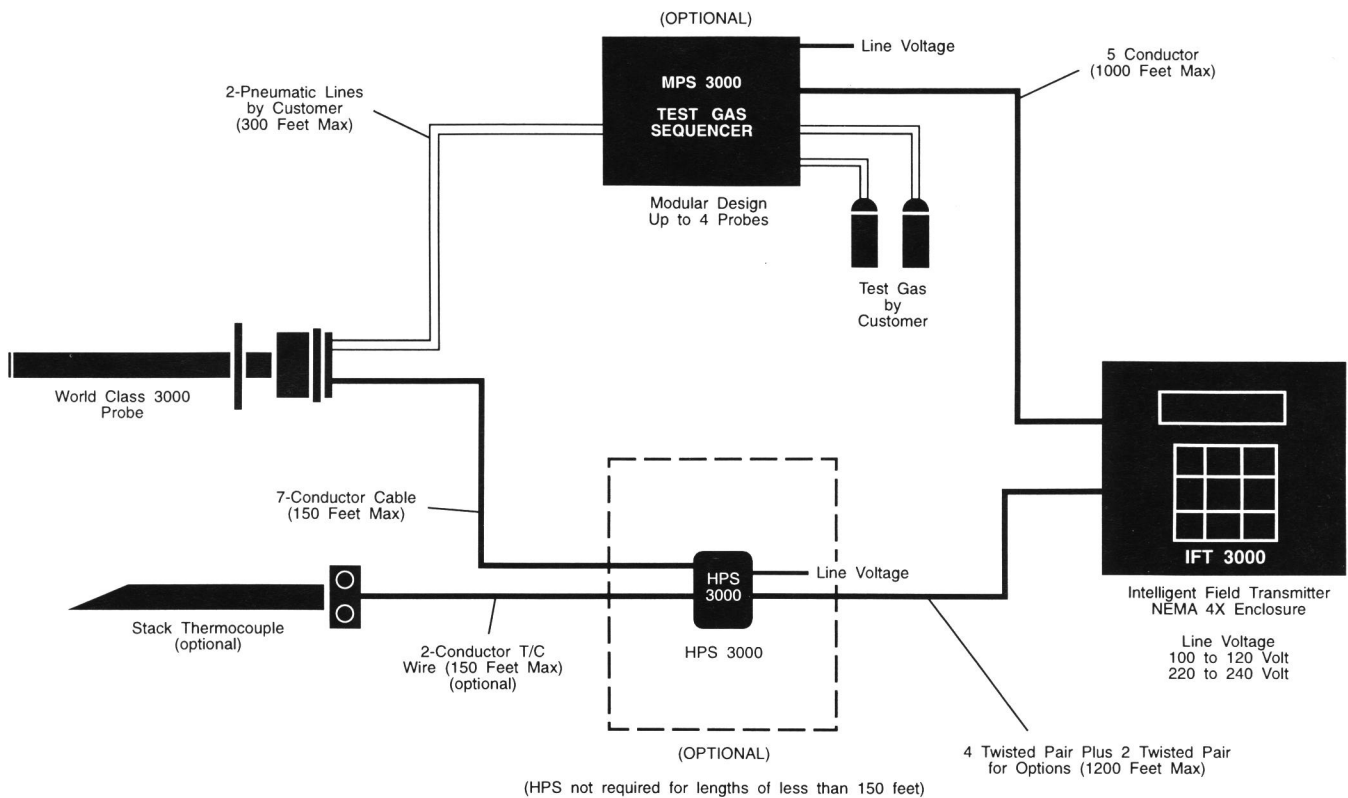 (OPTIONAL)
MPS 3000
TEST GAS
SEQUENCER
Line Voltage
5 Conductor
(1000 Feet Max)
2-Pneumatic Lines
by Customer
(300 Feet Max)
Modular Design
Up to 4 Probes
Test Gas
by
Customer
World Class 3000
Probe
7-Conductor Cable
(150 Feet Max)
IFT 3000
Intelligent Field Transmitter
NEMA 4X Enclosure
Line Voltage
100 to 120 Volt
220 to 240 Volt
HPS
3000
Line Voltage
HPS 3000
Stack Thermocouple
(optional)
2-Conductor T/C
Wire (150 Feet Max)
(optional)
(OPTIONAL)
(HPS not required for lengths of less than 150 feet)
4 Twisted Pair Plus 2 Twisted Pair
for Options (1200 Feet Max)